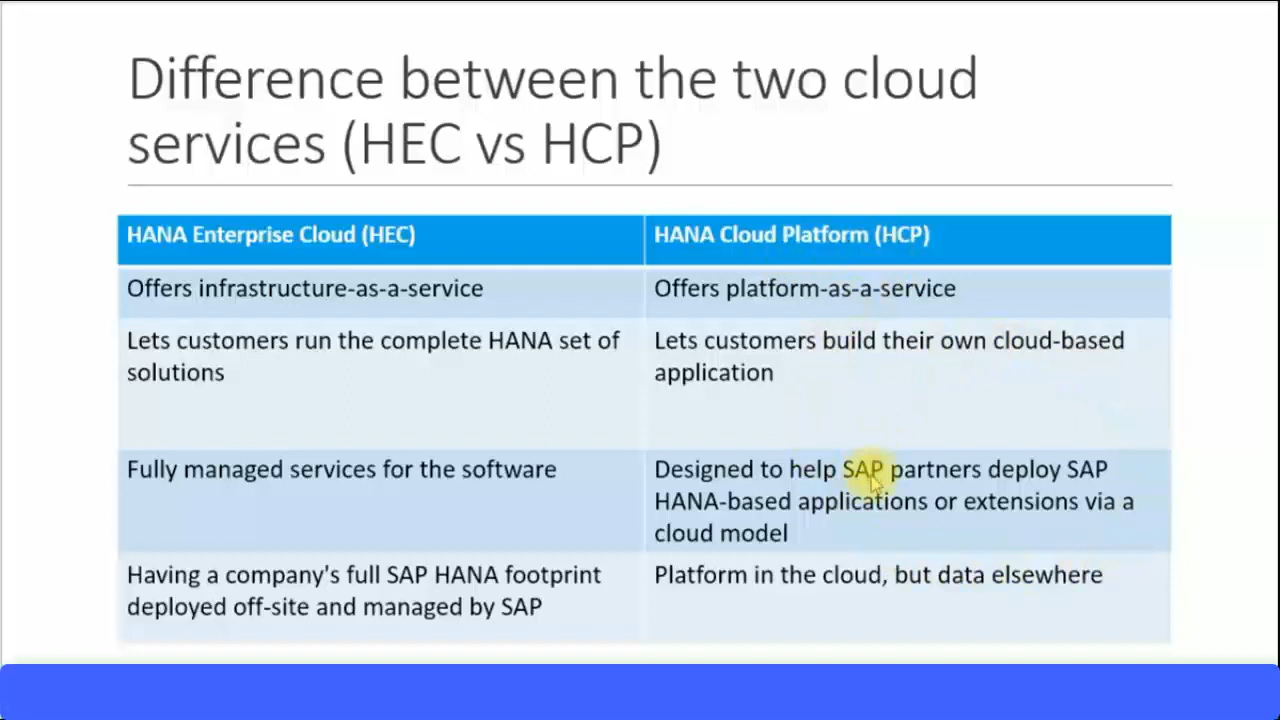 Difference between the two cloud
services (HEC vs HCP)
HANA Enterprise Cloud (HEC)
HANA Cloud Platform (HCP)
Offers infrastructure-as-a-service
Offers platform-as-a-service
Lets customers run the complete HANA set of
solutions
Lets customers build their own cloud-based
application
Fully managed services for the software
Designed to help SAP partners deploy SAP
HANA-based applications or extensions via a
cloud model
Having a company's full SAP HANA footprint
deployed off-site and managed by SAP
Platform in the cloud, but data elsewhere